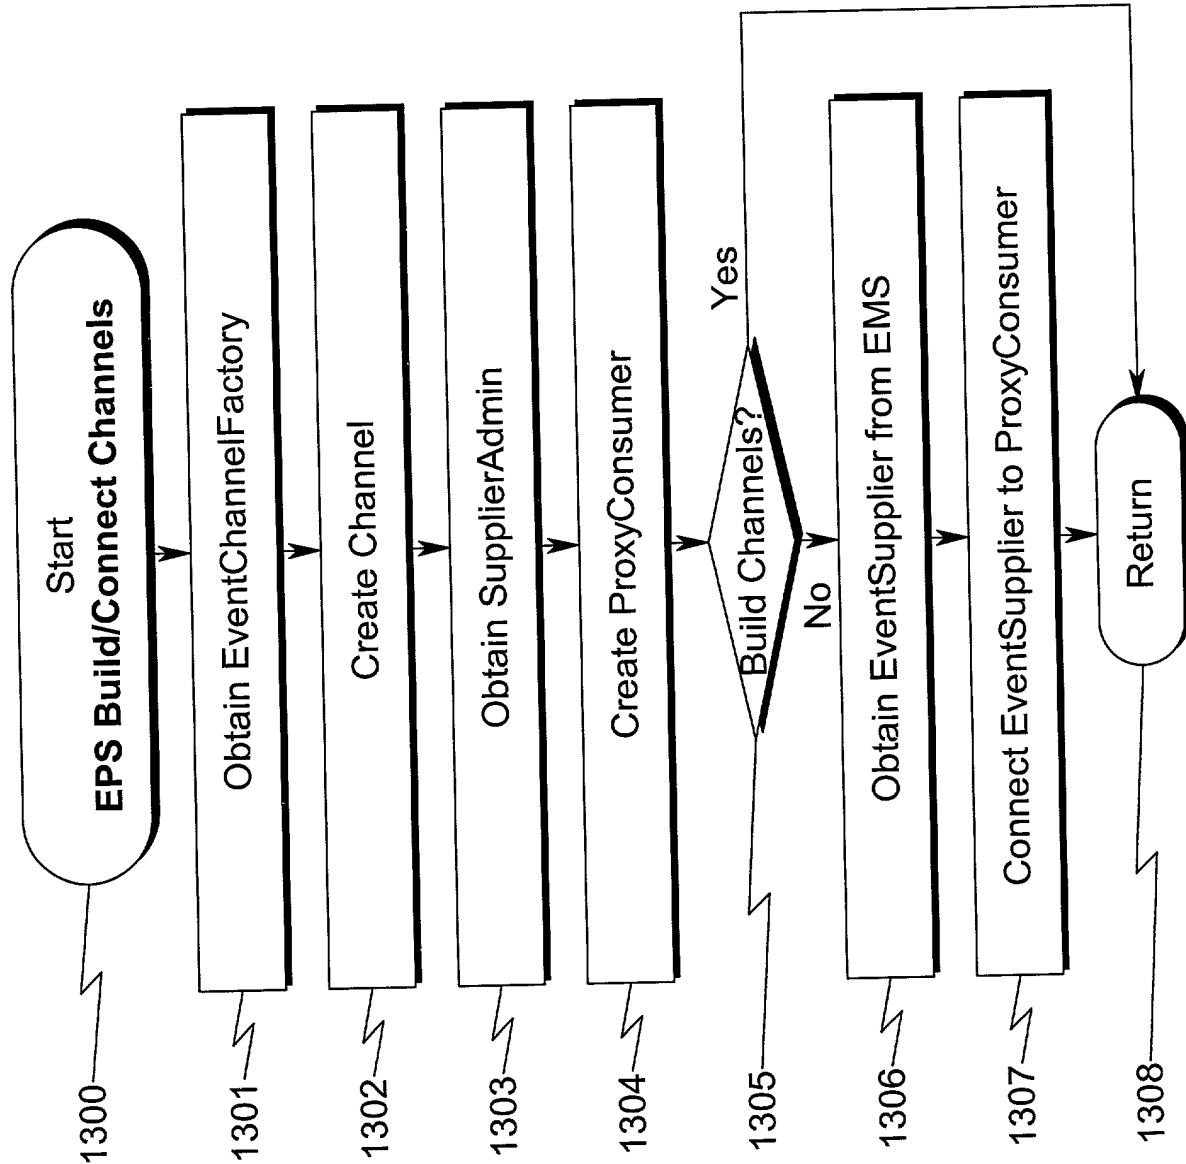 Start
EPS Build/Connect Channels
1300
Obtain EventChannelFactory
1301
Create Channel
1302
Obtain SupplierAdmin
1303
Create ProxyConsumer
1304
Build Channels?
Yes
No
1305
Obtain EventSupplier from EMS
1306
Connect EventSupplier to ProxyConsumer
1307
Return
1308